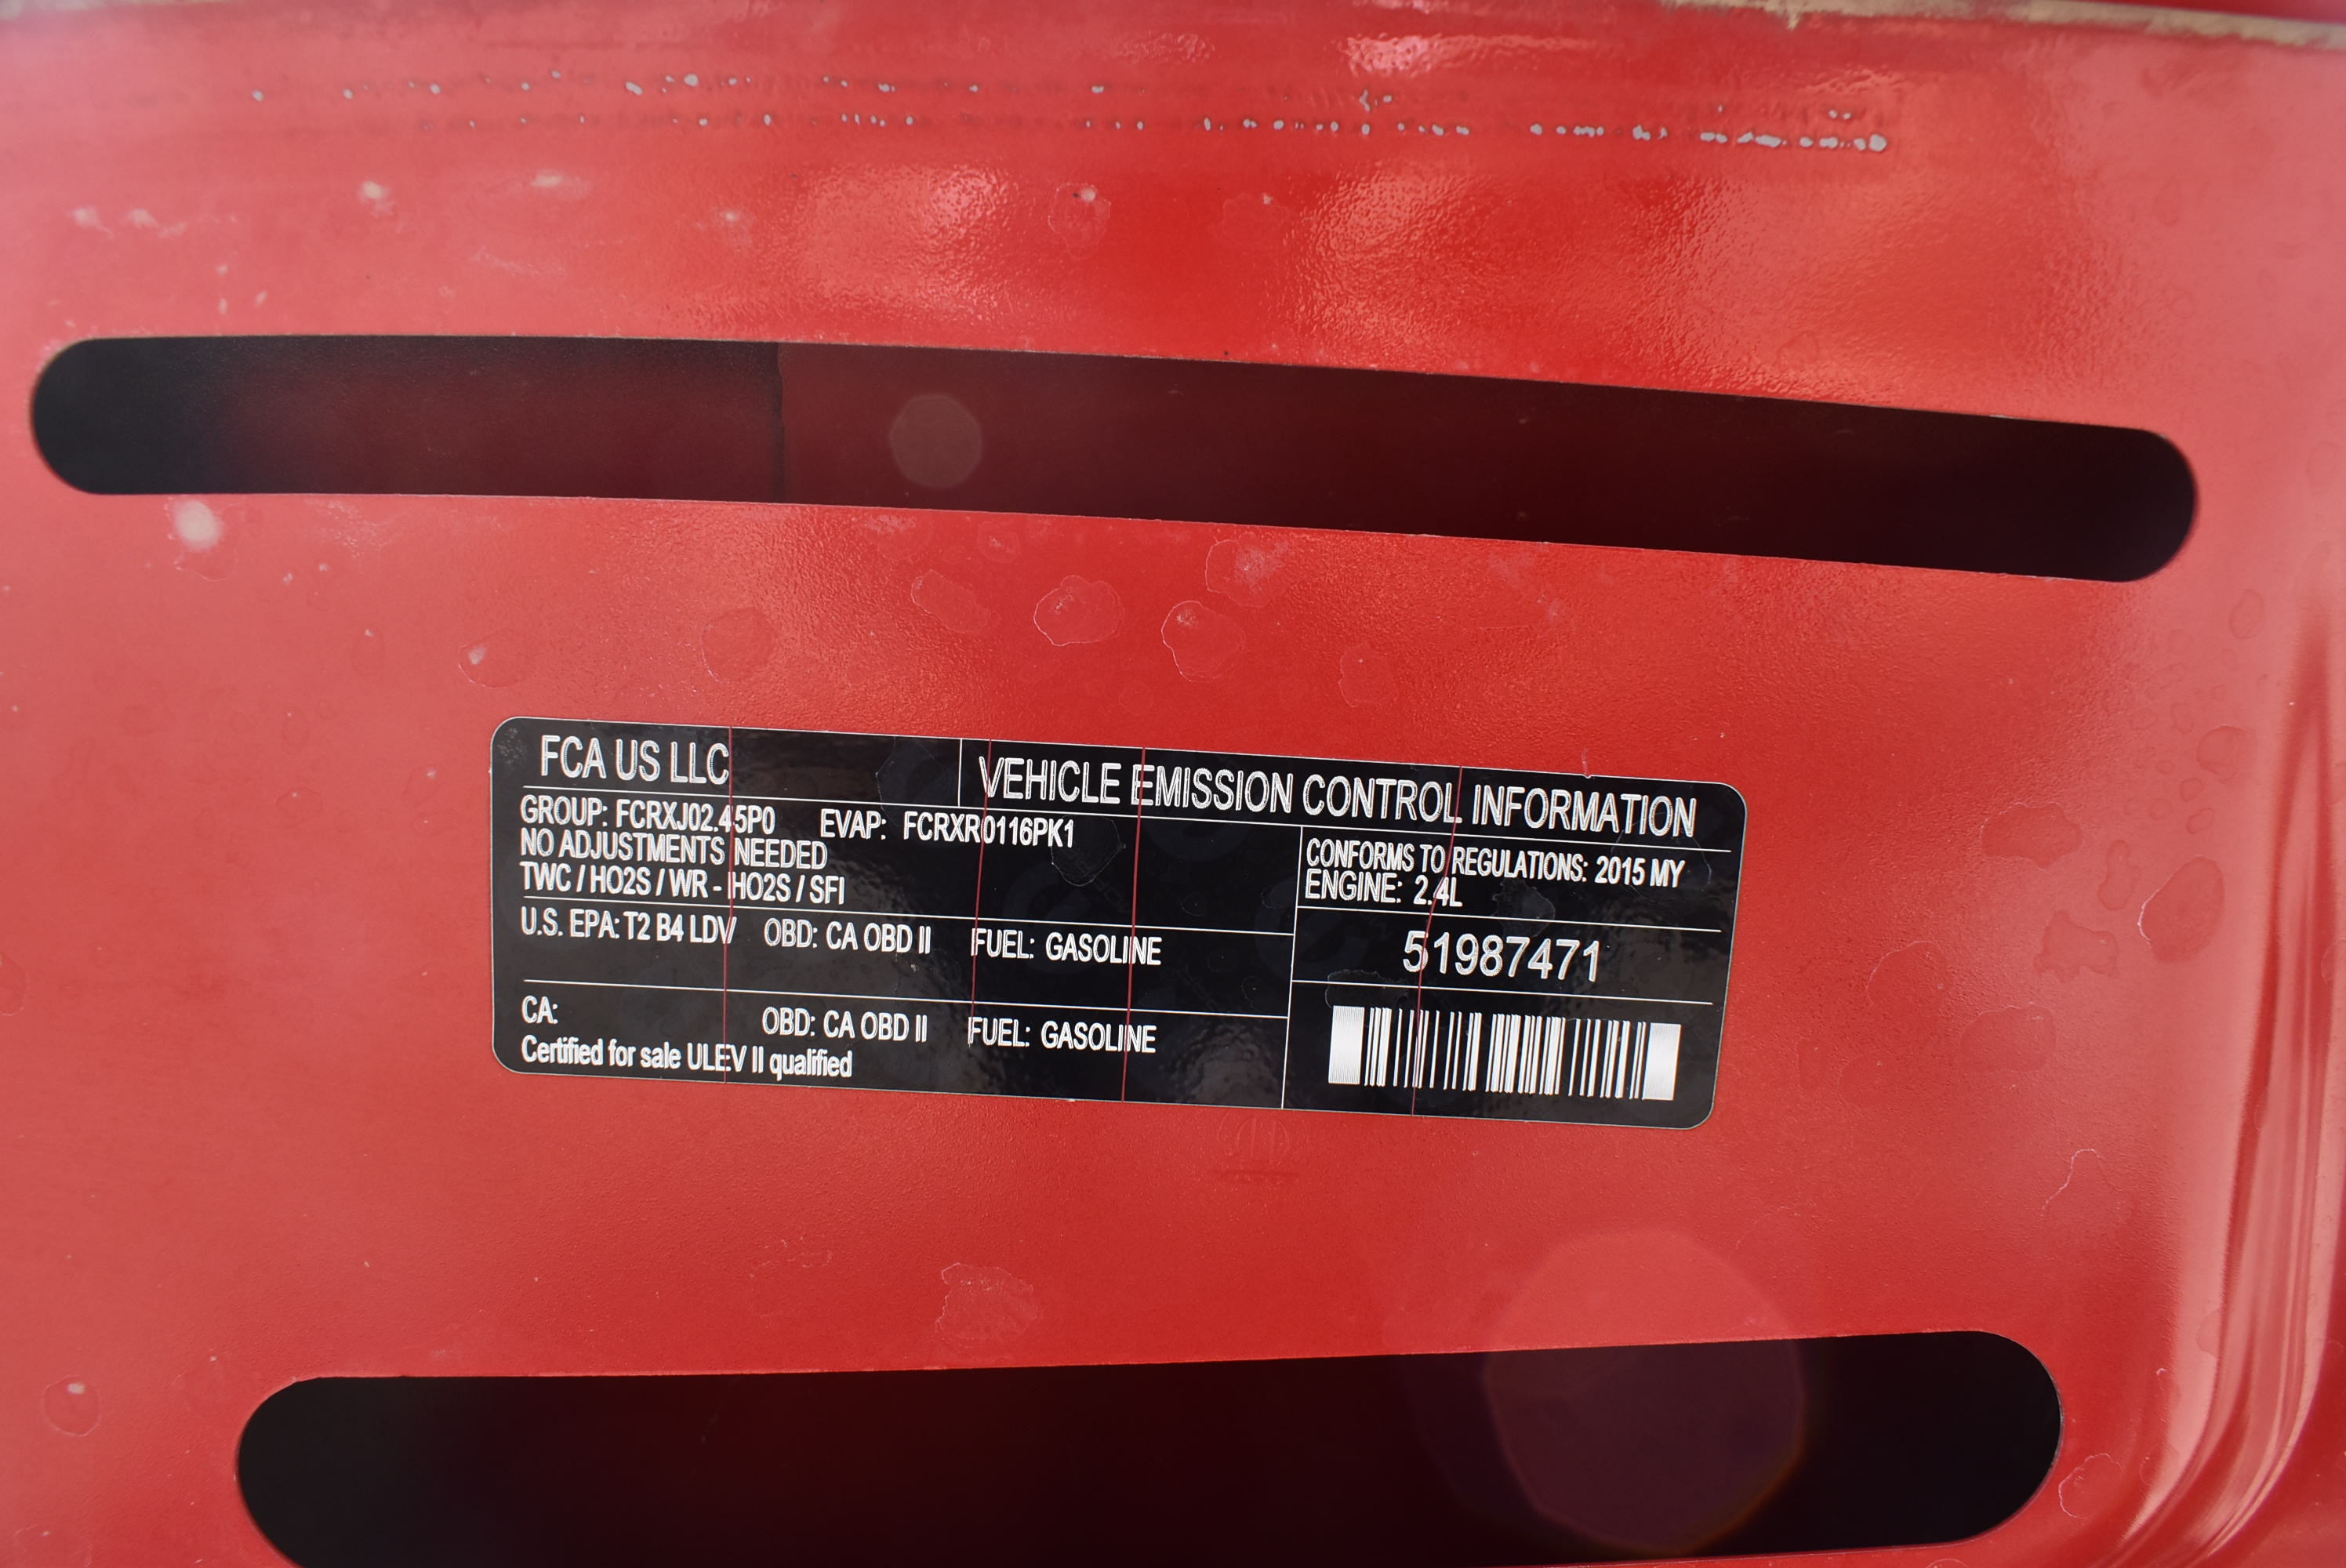 FCA US LLC
VEHICLE EMISSION CONTROL INFORMATION
GROUP: FCRXJ02.45P0 EVAP: FCRXR0116PK1
NO ADJUSTMENTS NEEDED
TWC / HO2S / WR - HO2S / SFI
CONFORMS TO REGULATIONS: 2015 MY
ENGINE: 2.4L
U.S. EPA: T2 B4 LDV OBD: CA OBD II FUEL: GASOLINE
51987471
CA: OBD: CA OBD II FUEL: GASOLINE
Certified for sale ULEV II qualified